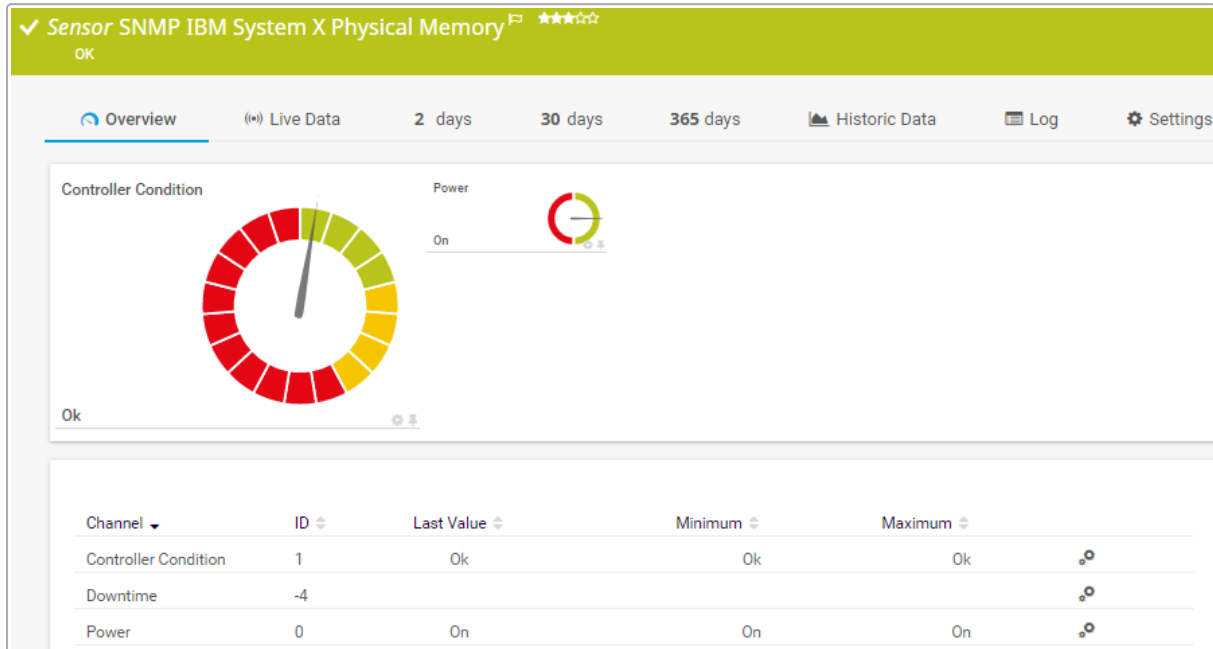 Sensor SNMP IBM System X Physical Memory
OK
Overview Live Data 2 days 30 days 365 days Historic Data Log Settings
Controller Condition
Ok
Power
On
Channel ID Last Value Minimum Maximum
Controller Condition 1 Ok Ok Ok
Downtime -4
Power 0 On On On